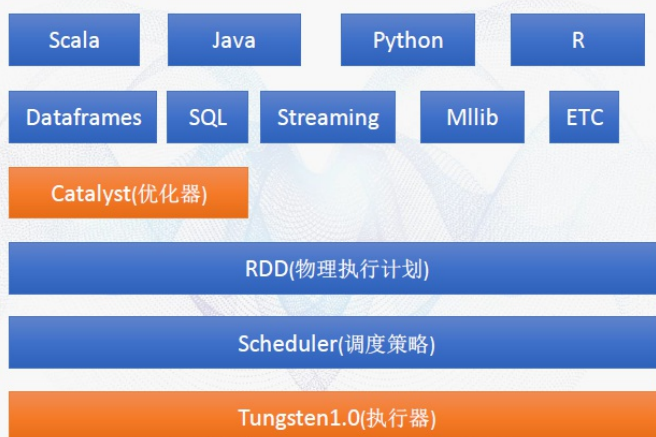 Scala Java Python R
Dataframes SQL Streaming Mllib ETC
Catalyst(优化器)
RDD(物理执行计划)
Scheduler(调度策略)
Tungsten1.0(执行器)